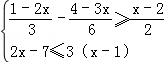 { (1-2x)/3 - (4-3x)/6 ⩾ (x-2)/2
2x-7≤3（x-1）